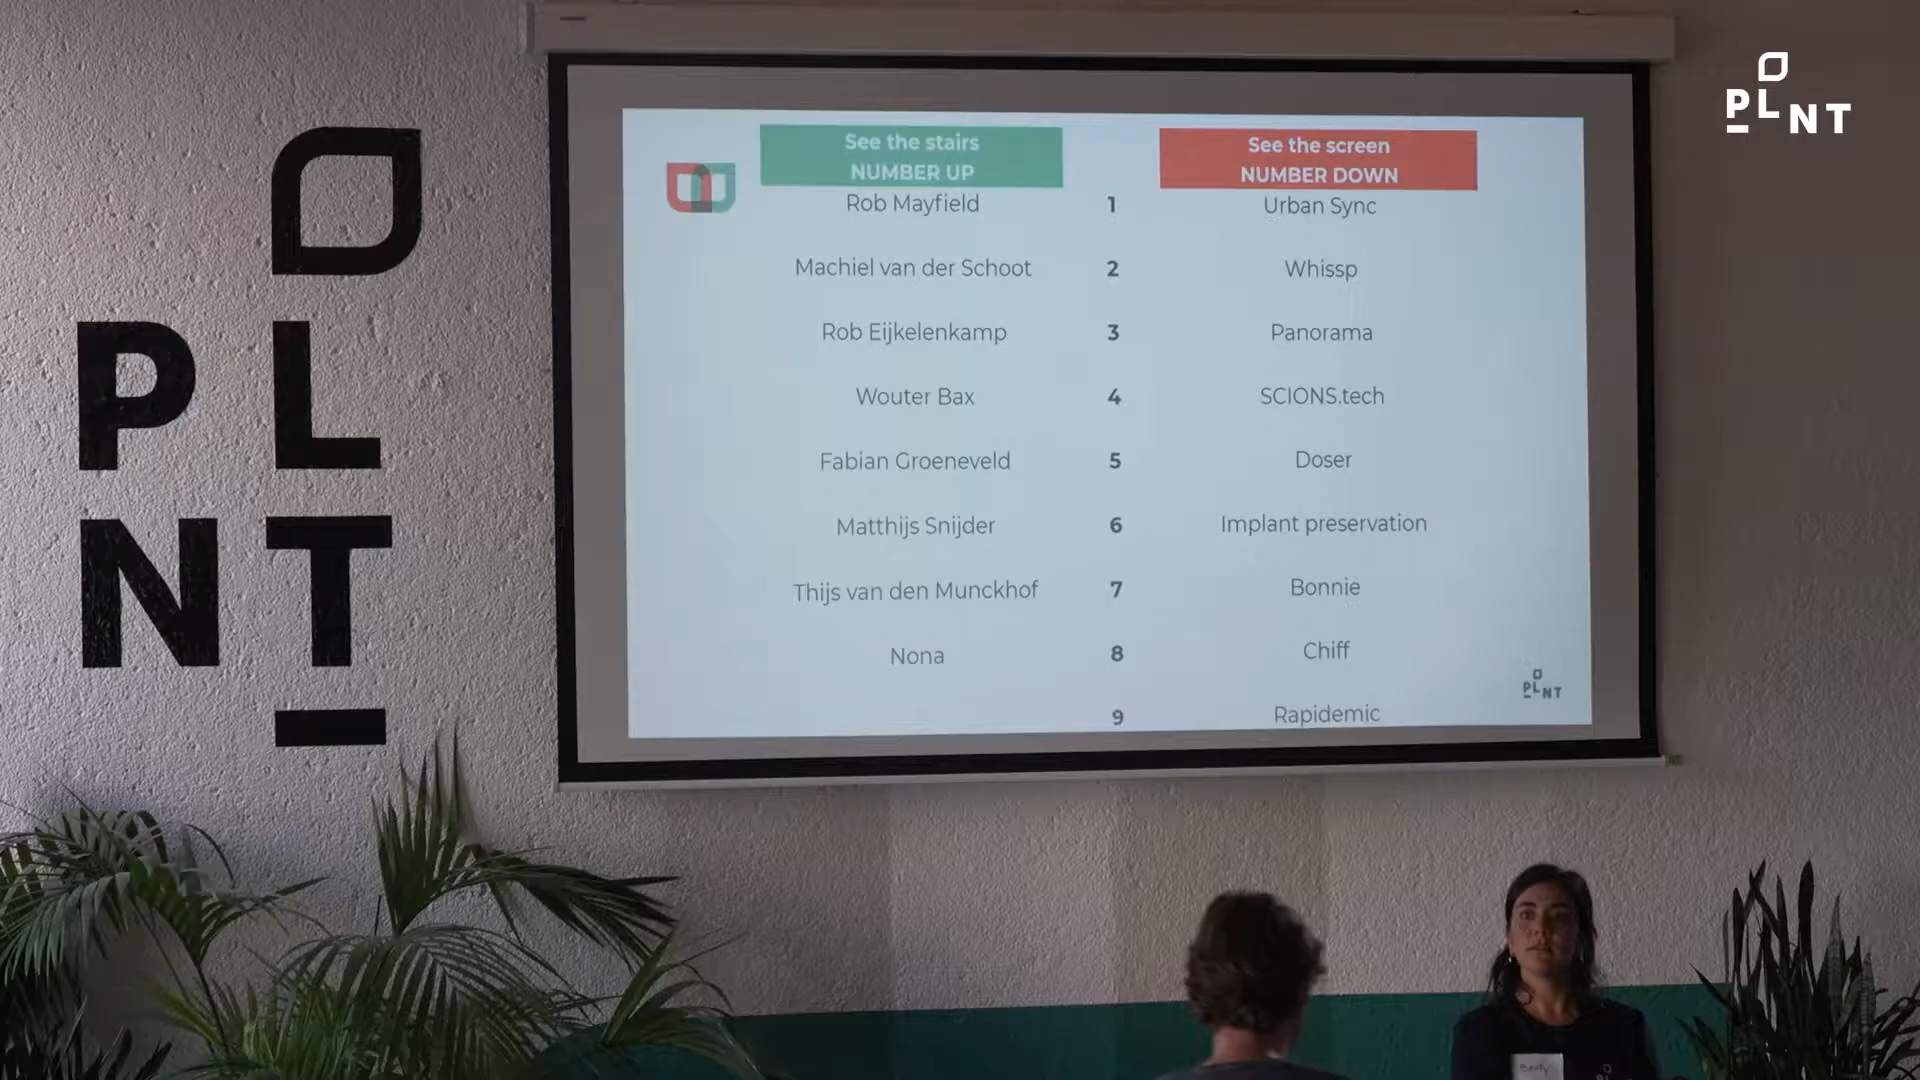 PLNT
P L
N T
See the stairs
NUMBER UP
See the screen
NUMBER DOWN
Rob Mayfield 1 Urban Sync
Machiel van der Schoot 2 Whissp
Rob Eijkelenkamp 3 Panorama
Wouter Bax 4 SCIONS.tech
Fabian Groeneveld 5 Doser
Matthijs Snijder 6 Implant preservation
Thijs van den Munckhof 7 Bonnie
Nona 8 Chiff
9 Rapidemic
PLNT